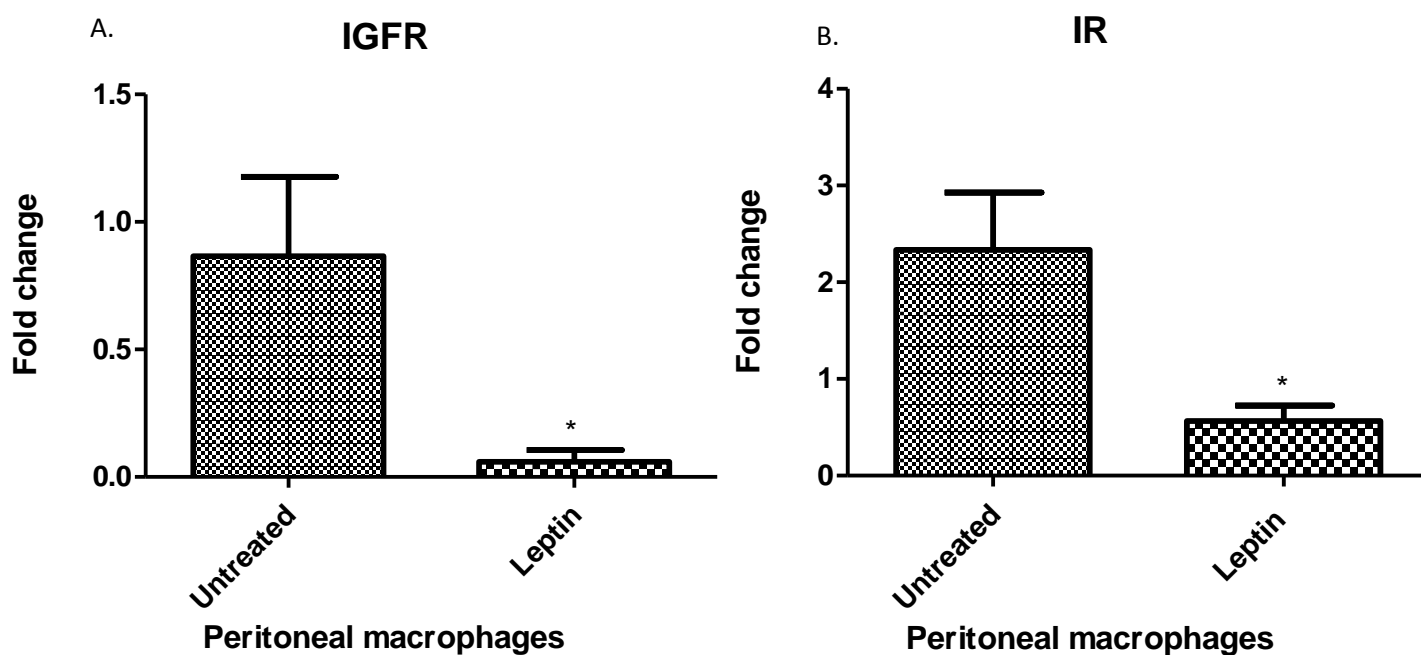 A.
IGFR
1.5
1.0
0.5
0.0
Fold change
*
Untreated
Leptin
Peritoneal macrophages
B.
IR
4
3
2
1
0
Fold change
*
Untreated
Leptin
Peritoneal macrophages